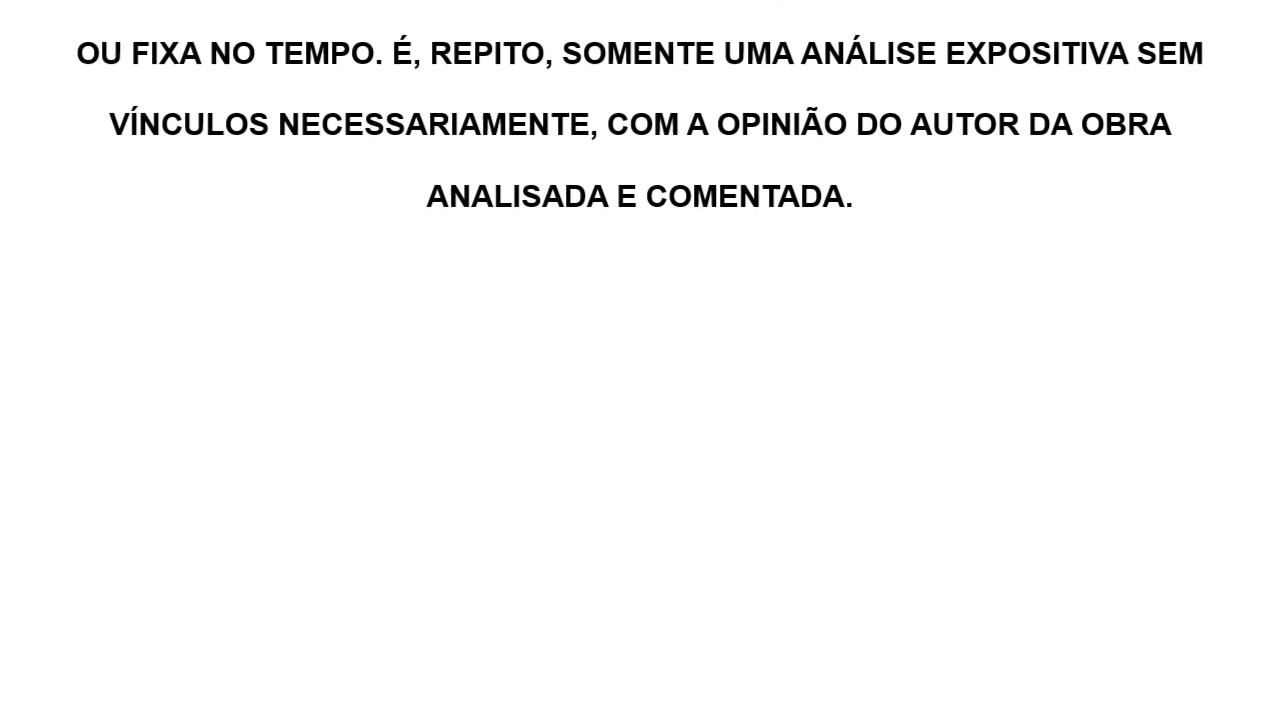 OU FIXA NO TEMPO. É, REPITO, SOMENTE UMA ANÁLISE EXPOSITIVA SEM
VÍNCULOS NECESSARIAMENTE, COM A OPINIÃO DO AUTOR DA OBRA
ANALISADA E COMENTADA.